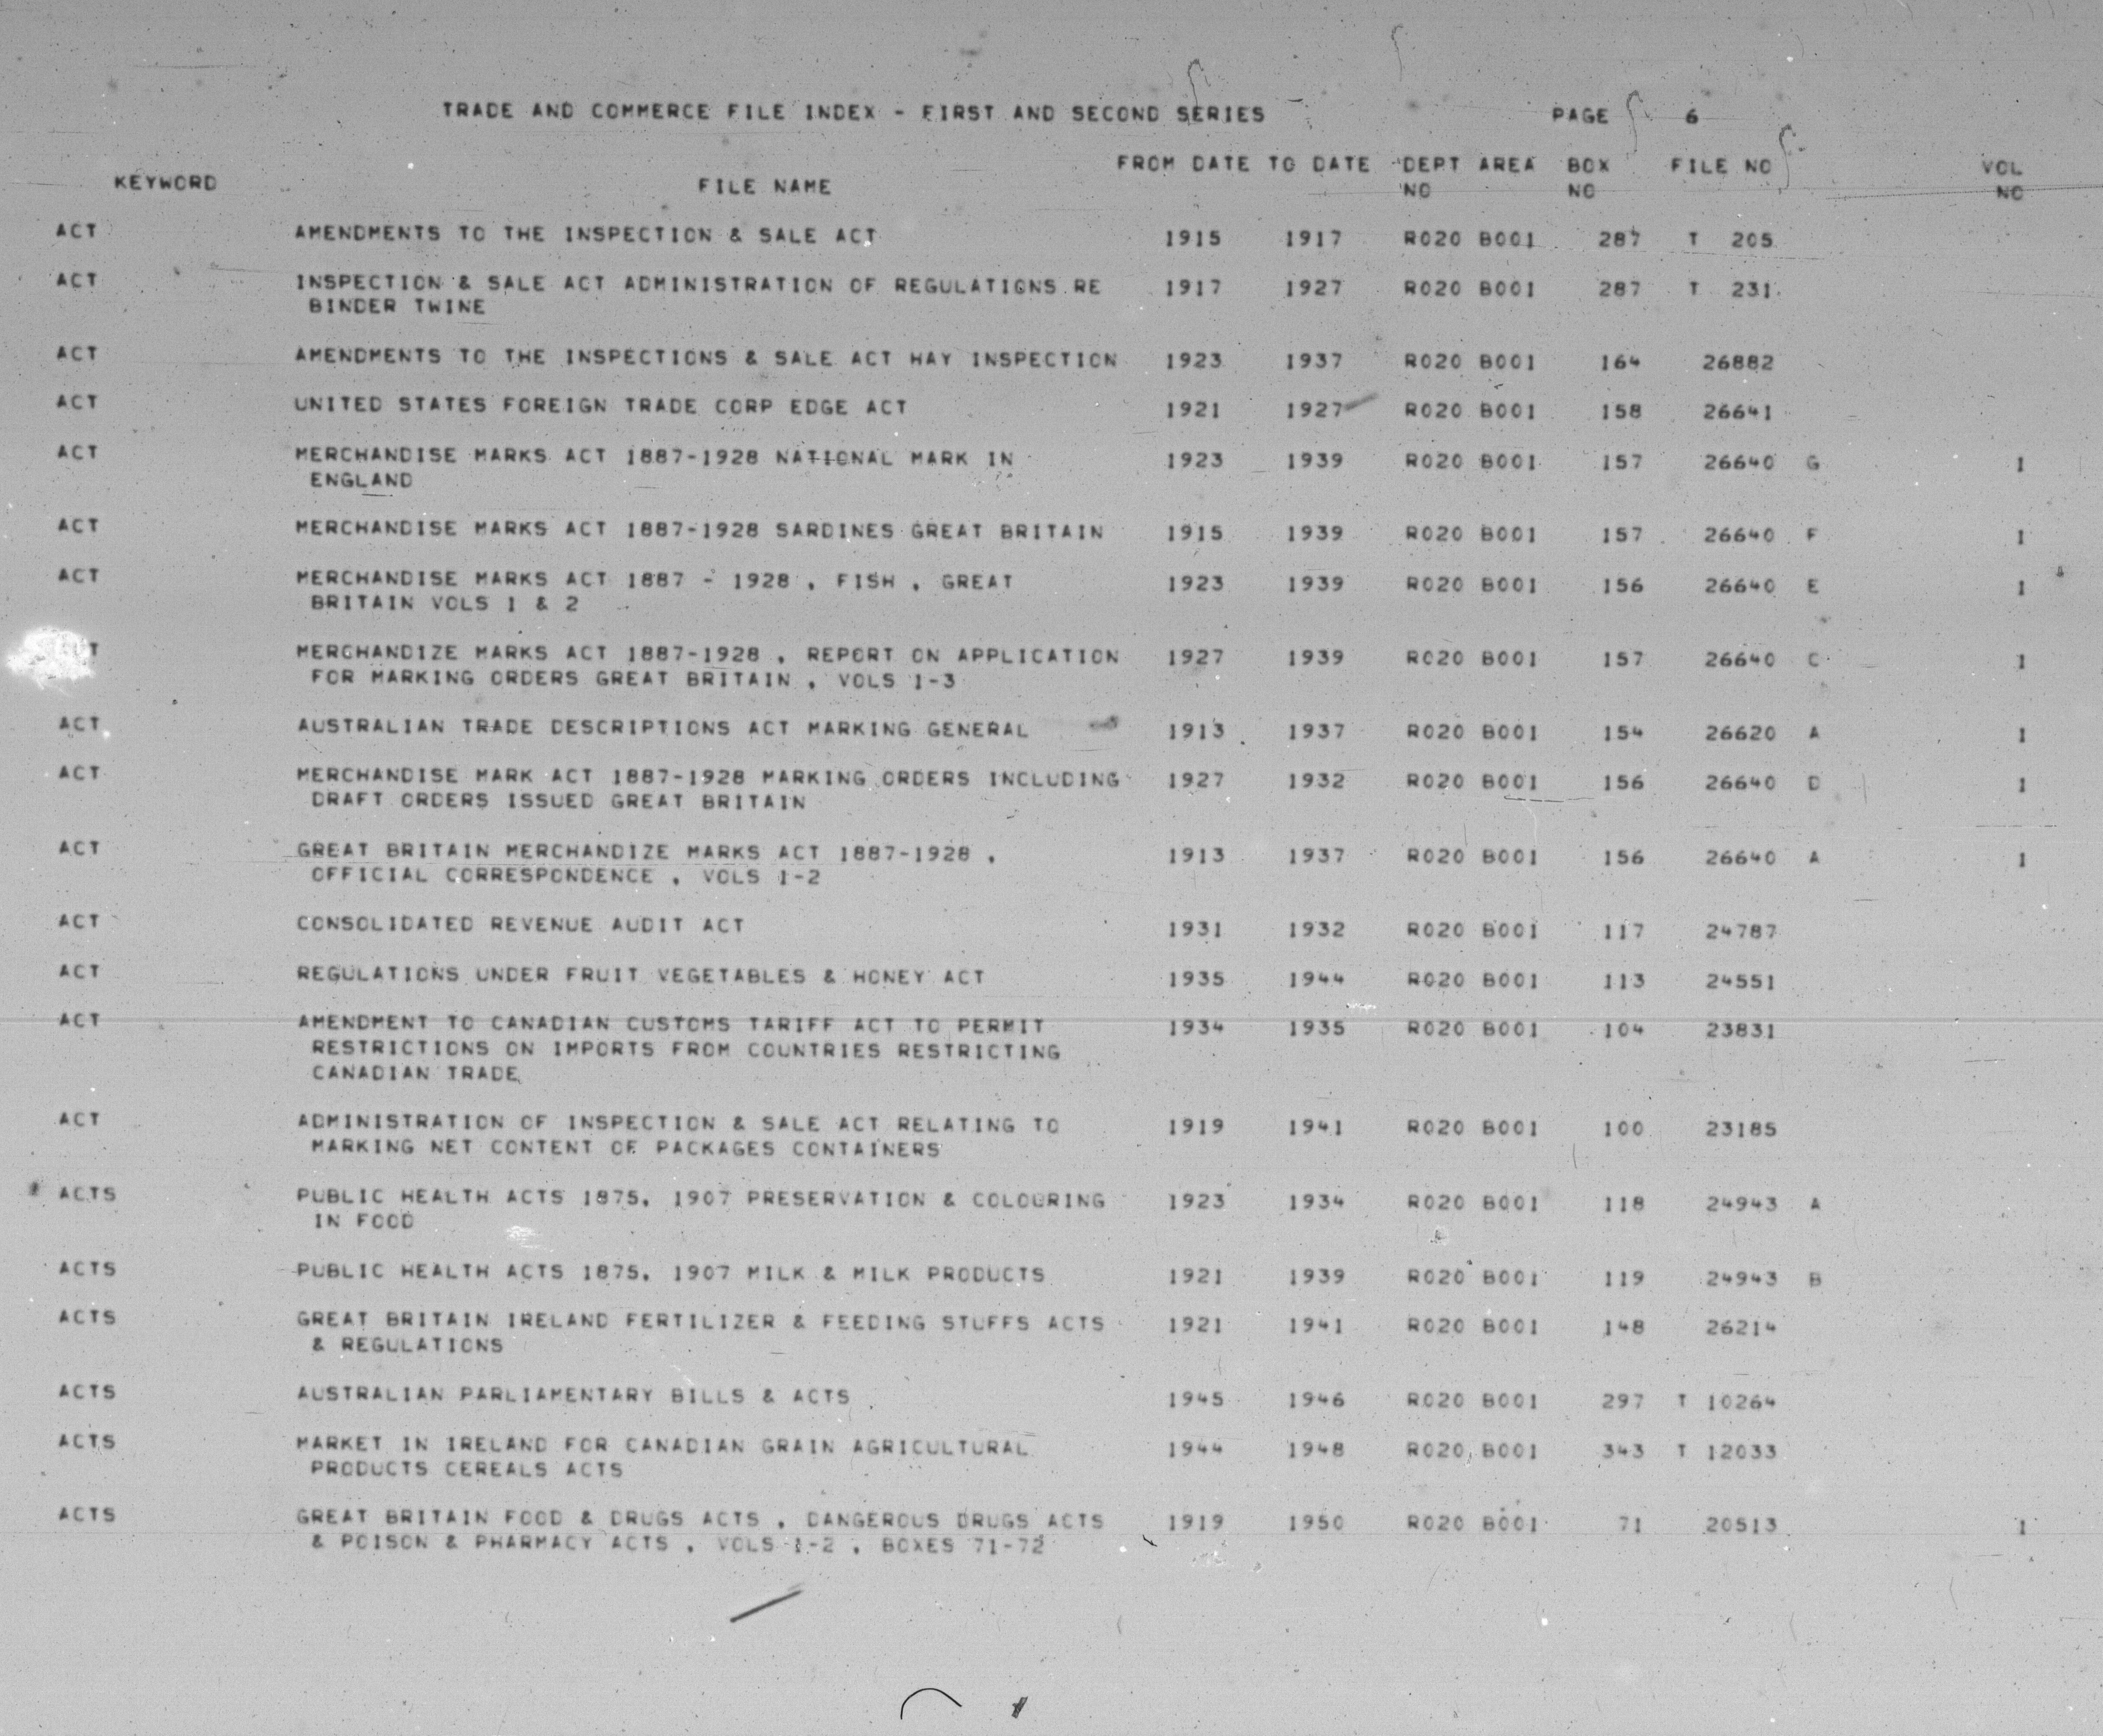 TRADE AND COMMERCE FILE INDEX - FIRST AND SECOND SERIES PAGE 6
KEYWORD FILE NAME FROM DATE TO DATE DEPT AREA BOX FILE NO VOL
NO NO NO
ACT AMENDMENTS TO THE INSPECTION & SALE ACT 1915 1917 R020 B001 287 T 205
ACT INSPECTION & SALE ACT ADMINISTRATION OF REGULATIONS RE 1917 1927 R020 B001 287 T 231
BINDER TWINE
ACT AMENDMENTS TO THE INSPECTIONS & SALE ACT HAY INSPECTION 1923 1937 R020 B001 164 26882
ACT UNITED STATES FOREIGN TRADE CORP EDGE ACT 1921 1927 R020 B001 158 26641
ACT MERCHANDISE MARKS ACT 1887-1928 NATIONAL MARK IN 1923 1939 R020 B001 157 26640 G 1
ENGLAND
ACT MERCHANDISE MARKS ACT 1887-1928 SARDINES GREAT BRITAIN 1915 1939 R020 B001 157 26640 F 1
ACT MERCHANDISE MARKS ACT 1887 - 1928 , FISH , GREAT 1923 1939 R020 B001 156 26640 E 1
BRITAIN VOLS 1 & 2
MERCHANDIZE MARKS ACT 1887-1928 , REPORT ON APPLICATION 1927 1939 R020 B001 157 26640 C 1
FOR MARKING ORDERS GREAT BRITAIN , VOLS 1-3
ACT AUSTRALIAN TRADE DESCRIPTIONS ACT MARKING GENERAL 1913 1937 R020 B001 154 26620 A 1
ACT MERCHANDISE MARK ACT 1887-1928 MARKING ORDERS INCLUDING 1927 1932 R020 B001 156 26640 D 1
DRAFT ORDERS ISSUED GREAT BRITAIN
ACT GREAT BRITAIN MERCHANDIZE MARKS ACT 1887-1928 , 1913 1937 R020 B001 156 26640 A 1
OFFICIAL CORRESPONDENCE , VOLS 1-2
ACT CONSOLIDATED REVENUE AUDIT ACT 1931 1932 R020 B001 117 24787
ACT REGULATIONS UNDER FRUIT VEGETABLES & HONEY ACT 1935 1944 R020 B001 113 24551
ACT AMENDMENT TO CANADIAN CUSTOMS TARIFF ACT TO PERMIT 1934 1935 R020 B001 104 23831
RESTRICTIONS ON IMPORTS FROM COUNTRIES RESTRICTING
CANADIAN TRADE
ACT ADMINISTRATION OF INSPECTION & SALE ACT RELATING TO 1919 1941 R020 B001 100 23185
MARKING NET CONTENT OF PACKAGES CONTAINERS
ACTS PUBLIC HEALTH ACTS 1875, 1907 PRESERVATION & COLOURING 1923 1934 R020 B001 118 24943 A
IN FOOD
ACTS PUBLIC HEALTH ACTS 1875, 1907 MILK & MILK PRODUCTS 1921 1939 R020 B001 119 24943 B
ACTS GREAT BRITAIN IRELAND FERTILIZER & FEEDING STUFFS ACTS 1921 1941 R020 B001 148 26214
& REGULATIONS
ACTS AUSTRALIAN PARLIAMENTARY BILLS & ACTS 1945 1946 R020 B001 297 T 10264
ACTS MARKET IN IRELAND FOR CANADIAN GRAIN AGRICULTURAL 1944 1948 R020 B001 343 T 12033
PRODUCTS CEREALS ACTS
ACTS GREAT BRITAIN FOOD & DRUGS ACTS , DANGEROUS DRUGS ACTS 1919 1950 R020 B001 71 20513 1
& POISON & PHARMACY ACTS , VOLS 1-2 , BOXES 71-72